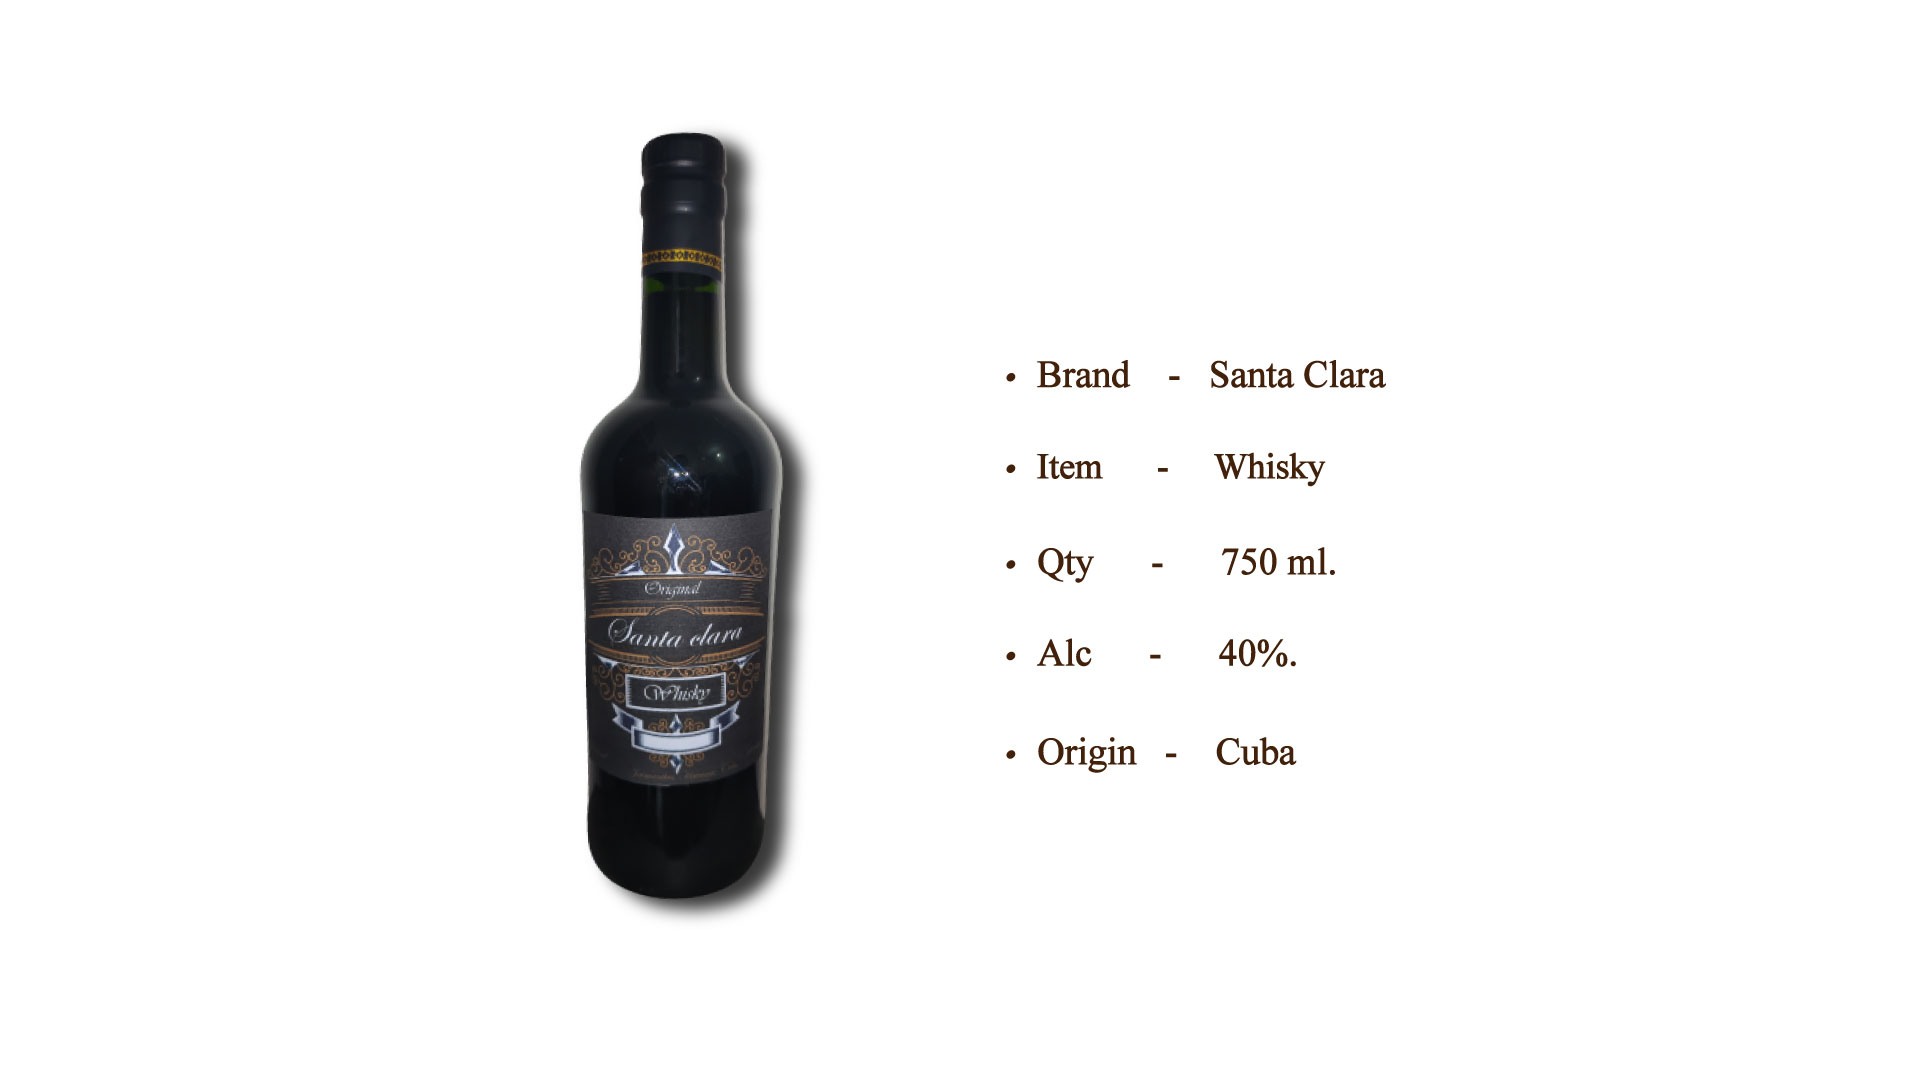 Original
Santa clara
Whisky
• Brand - Santa Clara
• Item - Whisky
• Qty - 750 ml.
• Alc - 40%.
• Origin - Cuba